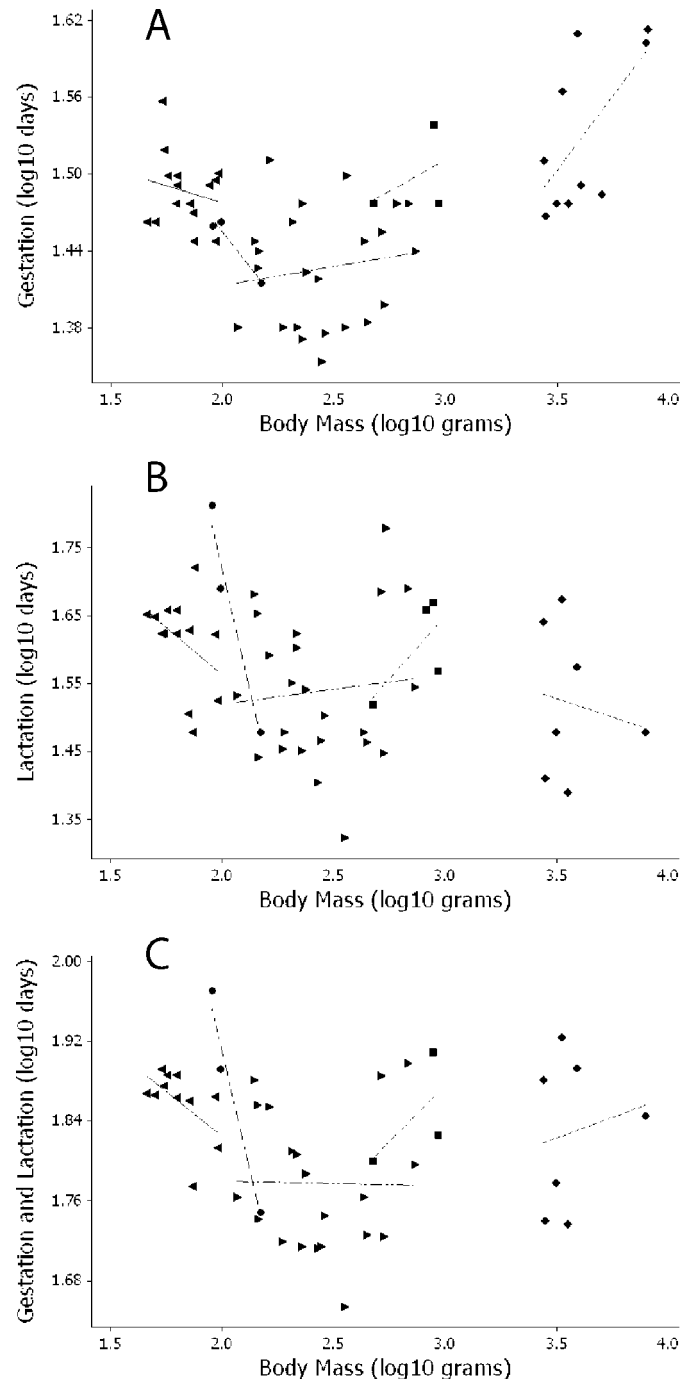 A
1.62
1.56
1.50
1.44
1.38
Gestation (log10 days)
1.5 2.0 2.5 3.0 3.5 4.0
Body Mass (log10 grams)
B
1.75
1.65
1.55
1.45
1.35
Lactation (log10 days)
1.5 2.0 2.5 3.0 3.5 4.0
Body Mass (log10 grams)
C
2.00
1.92
1.84
1.76
1.68
Gestation and Lactation (log10 days)
1.5 2.0 2.5 3.0 3.5 4.0
Body Mass (log10 grams)